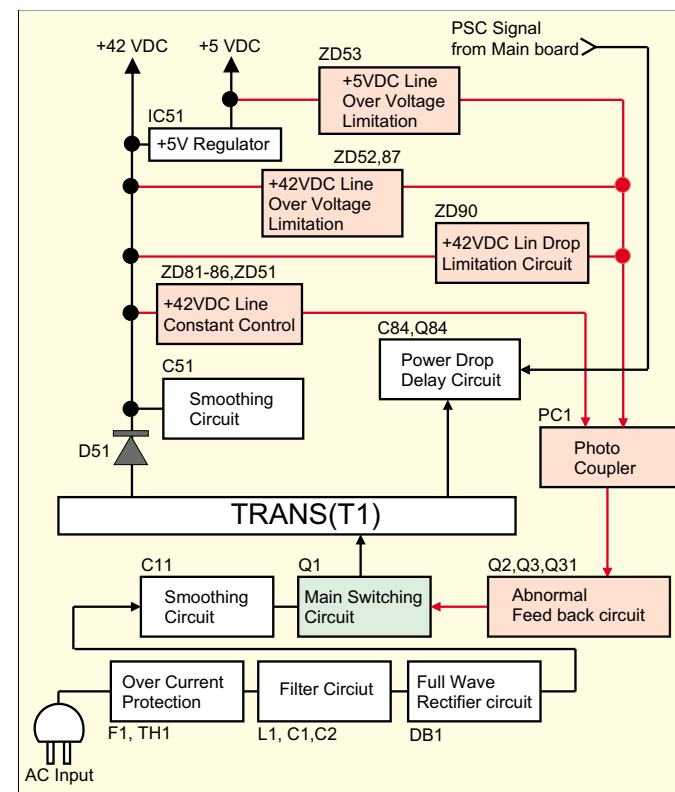 PSC Signal
from Main board
+42 VDC
+5 VDC
ZD53
+5VDC Line
Over Voltage
Limitation
IC51
+5V Regulator
ZD52,87
+42VDC Line
Over Voltage
Limitation
ZD90
+42VDC Lin Drop
Limitation Circuit
ZD81-86,ZD51
+42VDC Line
Constant Control
C84,Q84
Power Drop
Delay Circuit
C51
Smoothing
Circuit
D51
PC1
Photo
Coupler
TRANS(T1)
C11
Smoothing
Circuit
Q1
Main Switching
Circuit
Q2,Q3,Q31
Abnormal
Feed back circuit
Over Current
Protection
F1, TH1
Filter Circiut
L1, C1,C2
Full Wave
Rectifier circuit
DB1
AC Input